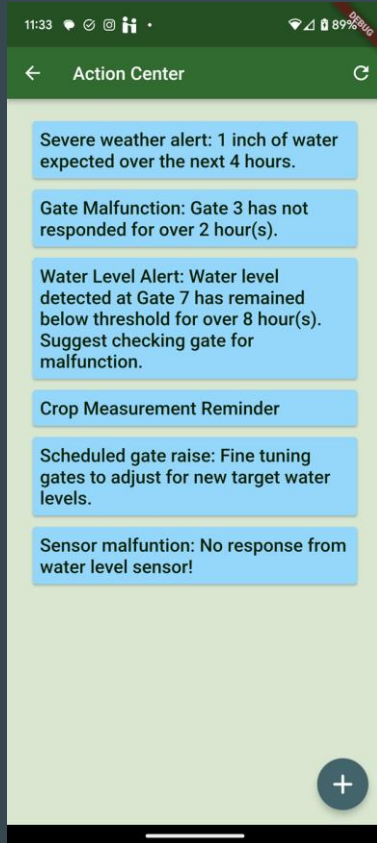 11:33
89%
DEBUG
Action Center
Severe weather alert: 1 inch of water
expected over the next 4 hours.
Gate Malfunction: Gate 3 has not
responded for over 2 hour(s).
Water Level Alert: Water level
detected at Gate 7 has remained
below threshold for over 8 hour(s).
Suggest checking gate for
malfunction.
Crop Measurement Reminder
Scheduled gate raise: Fine tuning
gates to adjust for new target water
levels.
Sensor malfuntion: No response from
water level sensor!